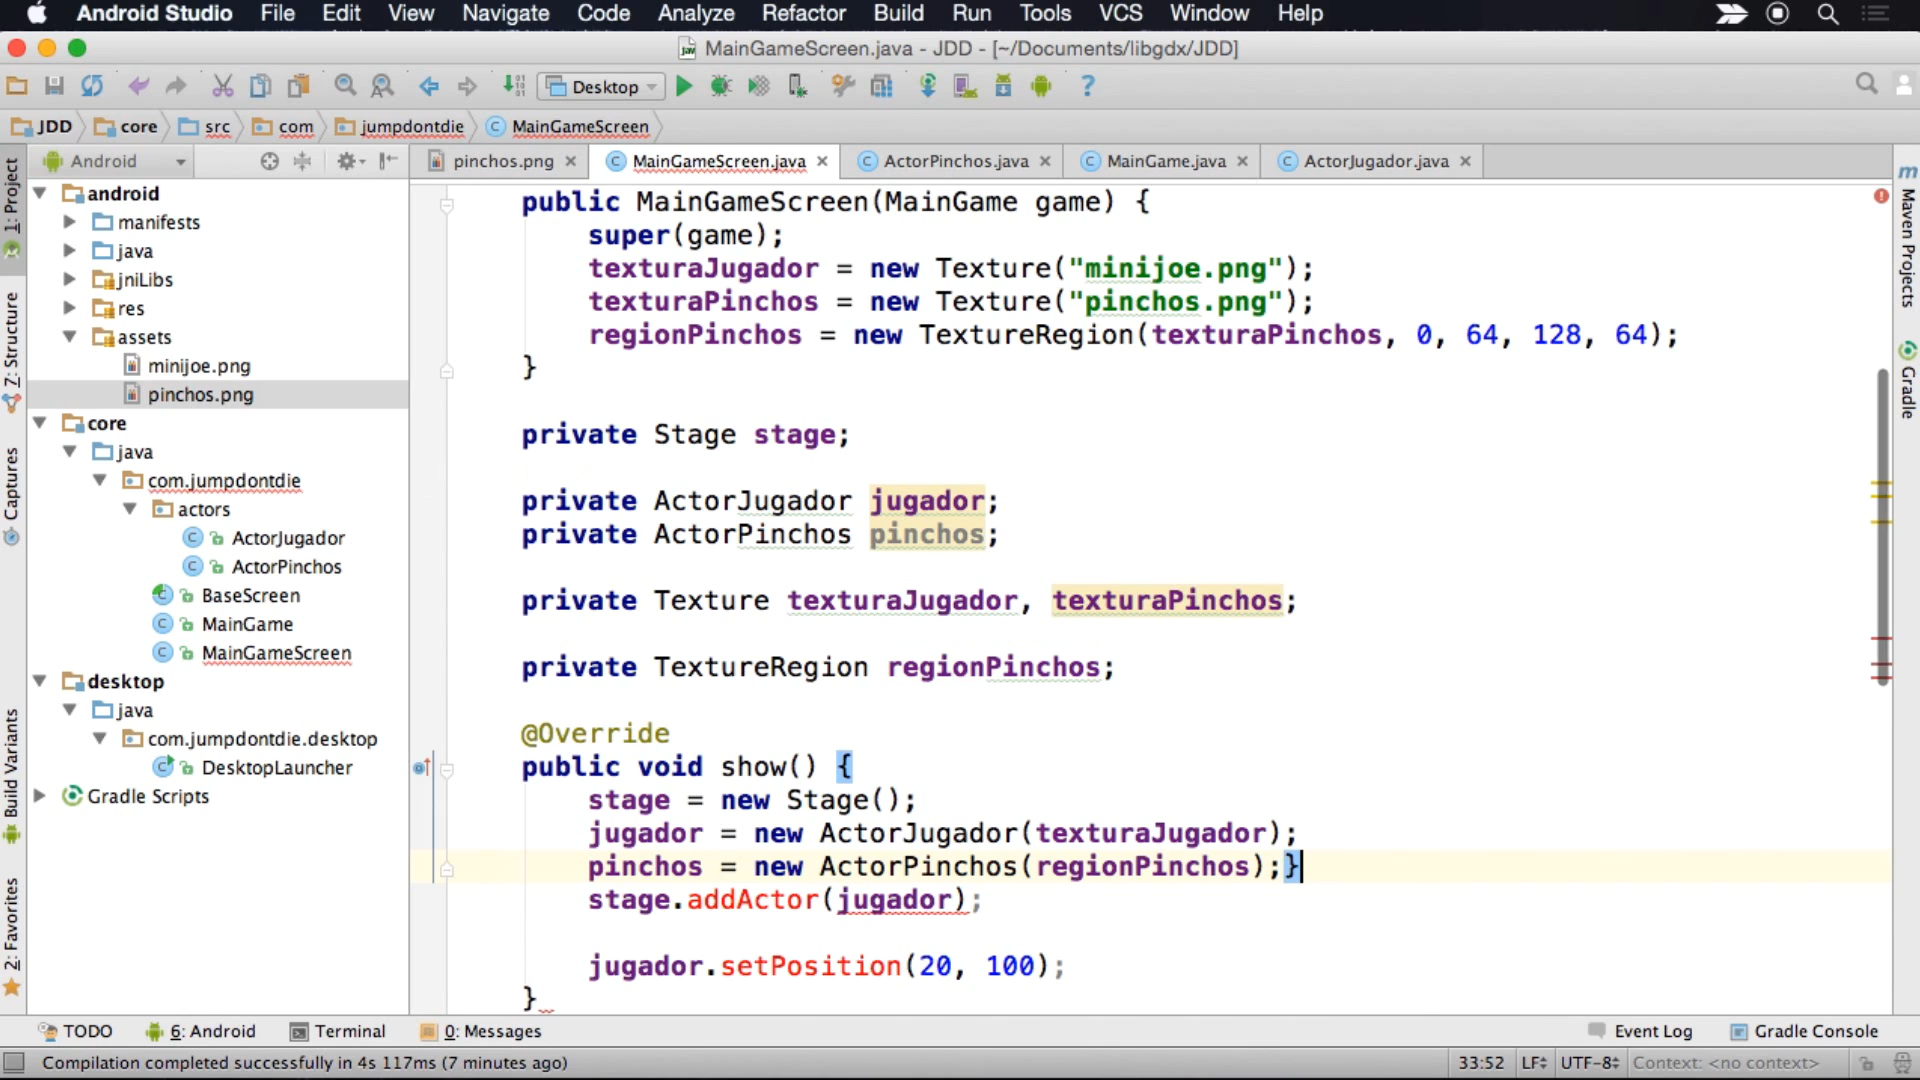 Android Studio File Edit View Navigate Code Analyze Refactor Build Run Tools VCS Window Help
MainGameScreen.java - JDD - [~/Documents/libgdx/JDD]
Desktop
JDD core src com jumpdontdie MainGameScreen
Android
pinchos.png MainGameScreen.java ActorPinchos.java MainGame.java ActorJugador.java
1: Project
7: Structure
Captures
Build Variants
2: Favorites
android
manifests
java
jniLibs
res
assets
minijoe.png
pinchos.png
core
java
com.jumpdontdie
actors
ActorJugador
ActorPinchos
BaseScreen
MainGame
MainGameScreen
desktop
java
com.jumpdontdie.desktop
DesktopLauncher
Gradle Scripts
public MainGameScreen(MainGame game) {
super(game);
texturaJugador = new Texture("minijoe.png");
texturaPinchos = new Texture("pinchos.png");
regionPinchos = new TextureRegion(texturaPinchos, 0, 64, 128, 64);
}
private Stage stage;
private ActorJugador jugador;
private ActorPinchos pinchos;
private Texture texturaJugador, texturaPinchos;
private TextureRegion regionPinchos;
@Override
public void show() {
stage = new Stage();
jugador = new ActorJugador(texturaJugador);
pinchos = new ActorPinchos(regionPinchos);}
stage.addActor(jugador);
jugador.setPosition(20, 100);
}
Maven Projects
Gradle
TODO 6: Android Terminal 0: Messages Event Log Gradle Console
Compilation completed successfully in 4s 117ms (7 minutes ago) 33:52 LF UTF-8 Context: <no context>